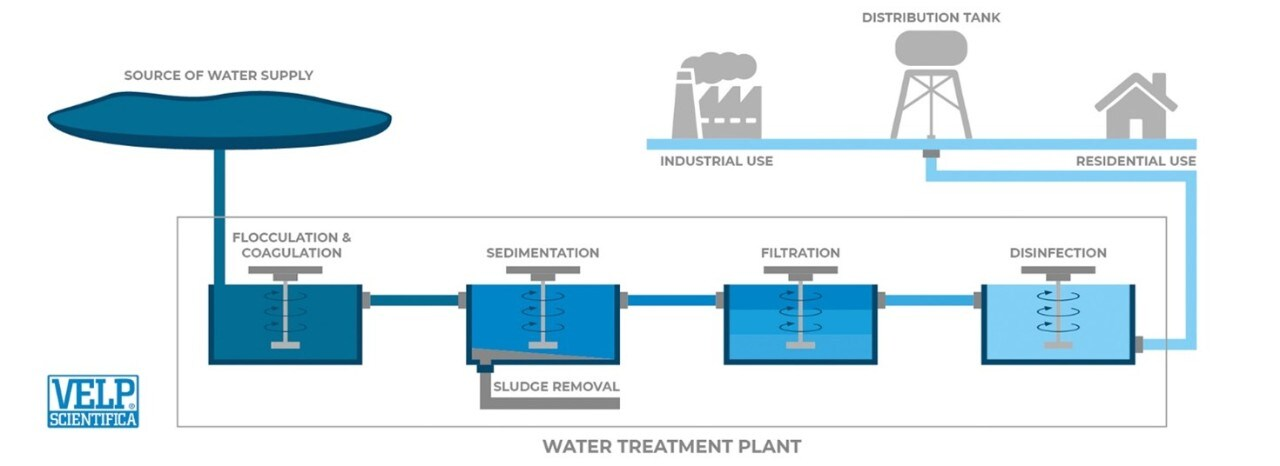 DISTRIBUTION TANK
SOURCE OF WATER SUPPLY
INDUSTRIAL USE
RESIDENTIAL USE
FLOCCULATION &
COAGULATION
SEDIMENTATION
FILTRATION
DISINFECTION
SLUDGE REMOVAL
VELP®
SCIENTIFICA
WATER TREATMENT PLANT